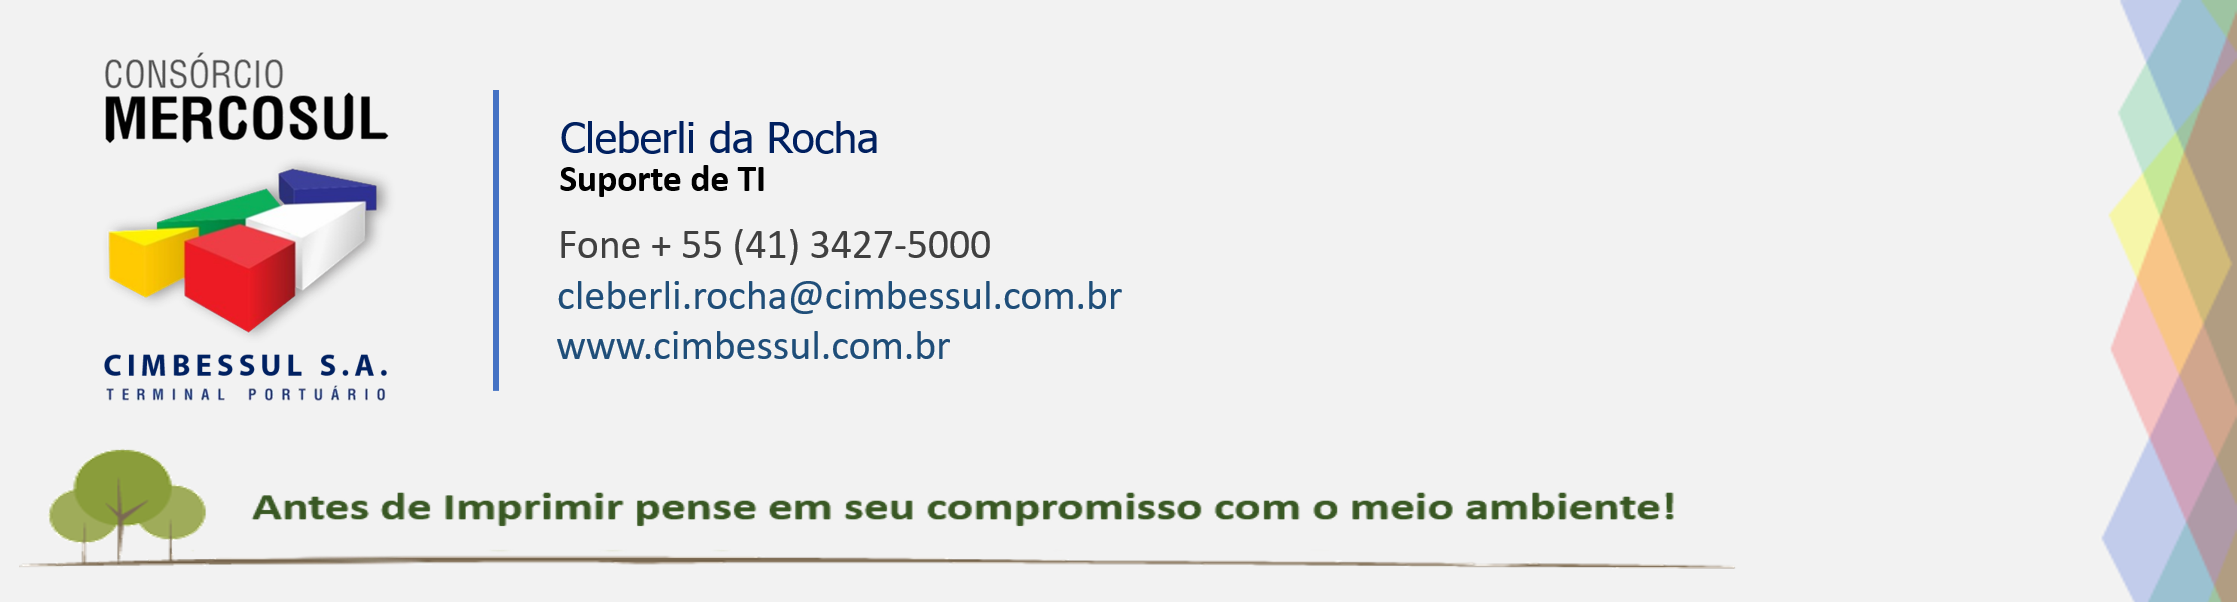 CONSÓRCIO
MERCOSUL
CIMBESSUL S.A.
TERMINAL PORTUÁRIO
Cleberli da Rocha
Suporte de TI
Fone + 55 (41) 3427-5000
cleberli.rocha@cimbessul.com.br
www.cimbessul.com.br
Antes de Imprimir pense em seu compromisso com o meio ambiente!